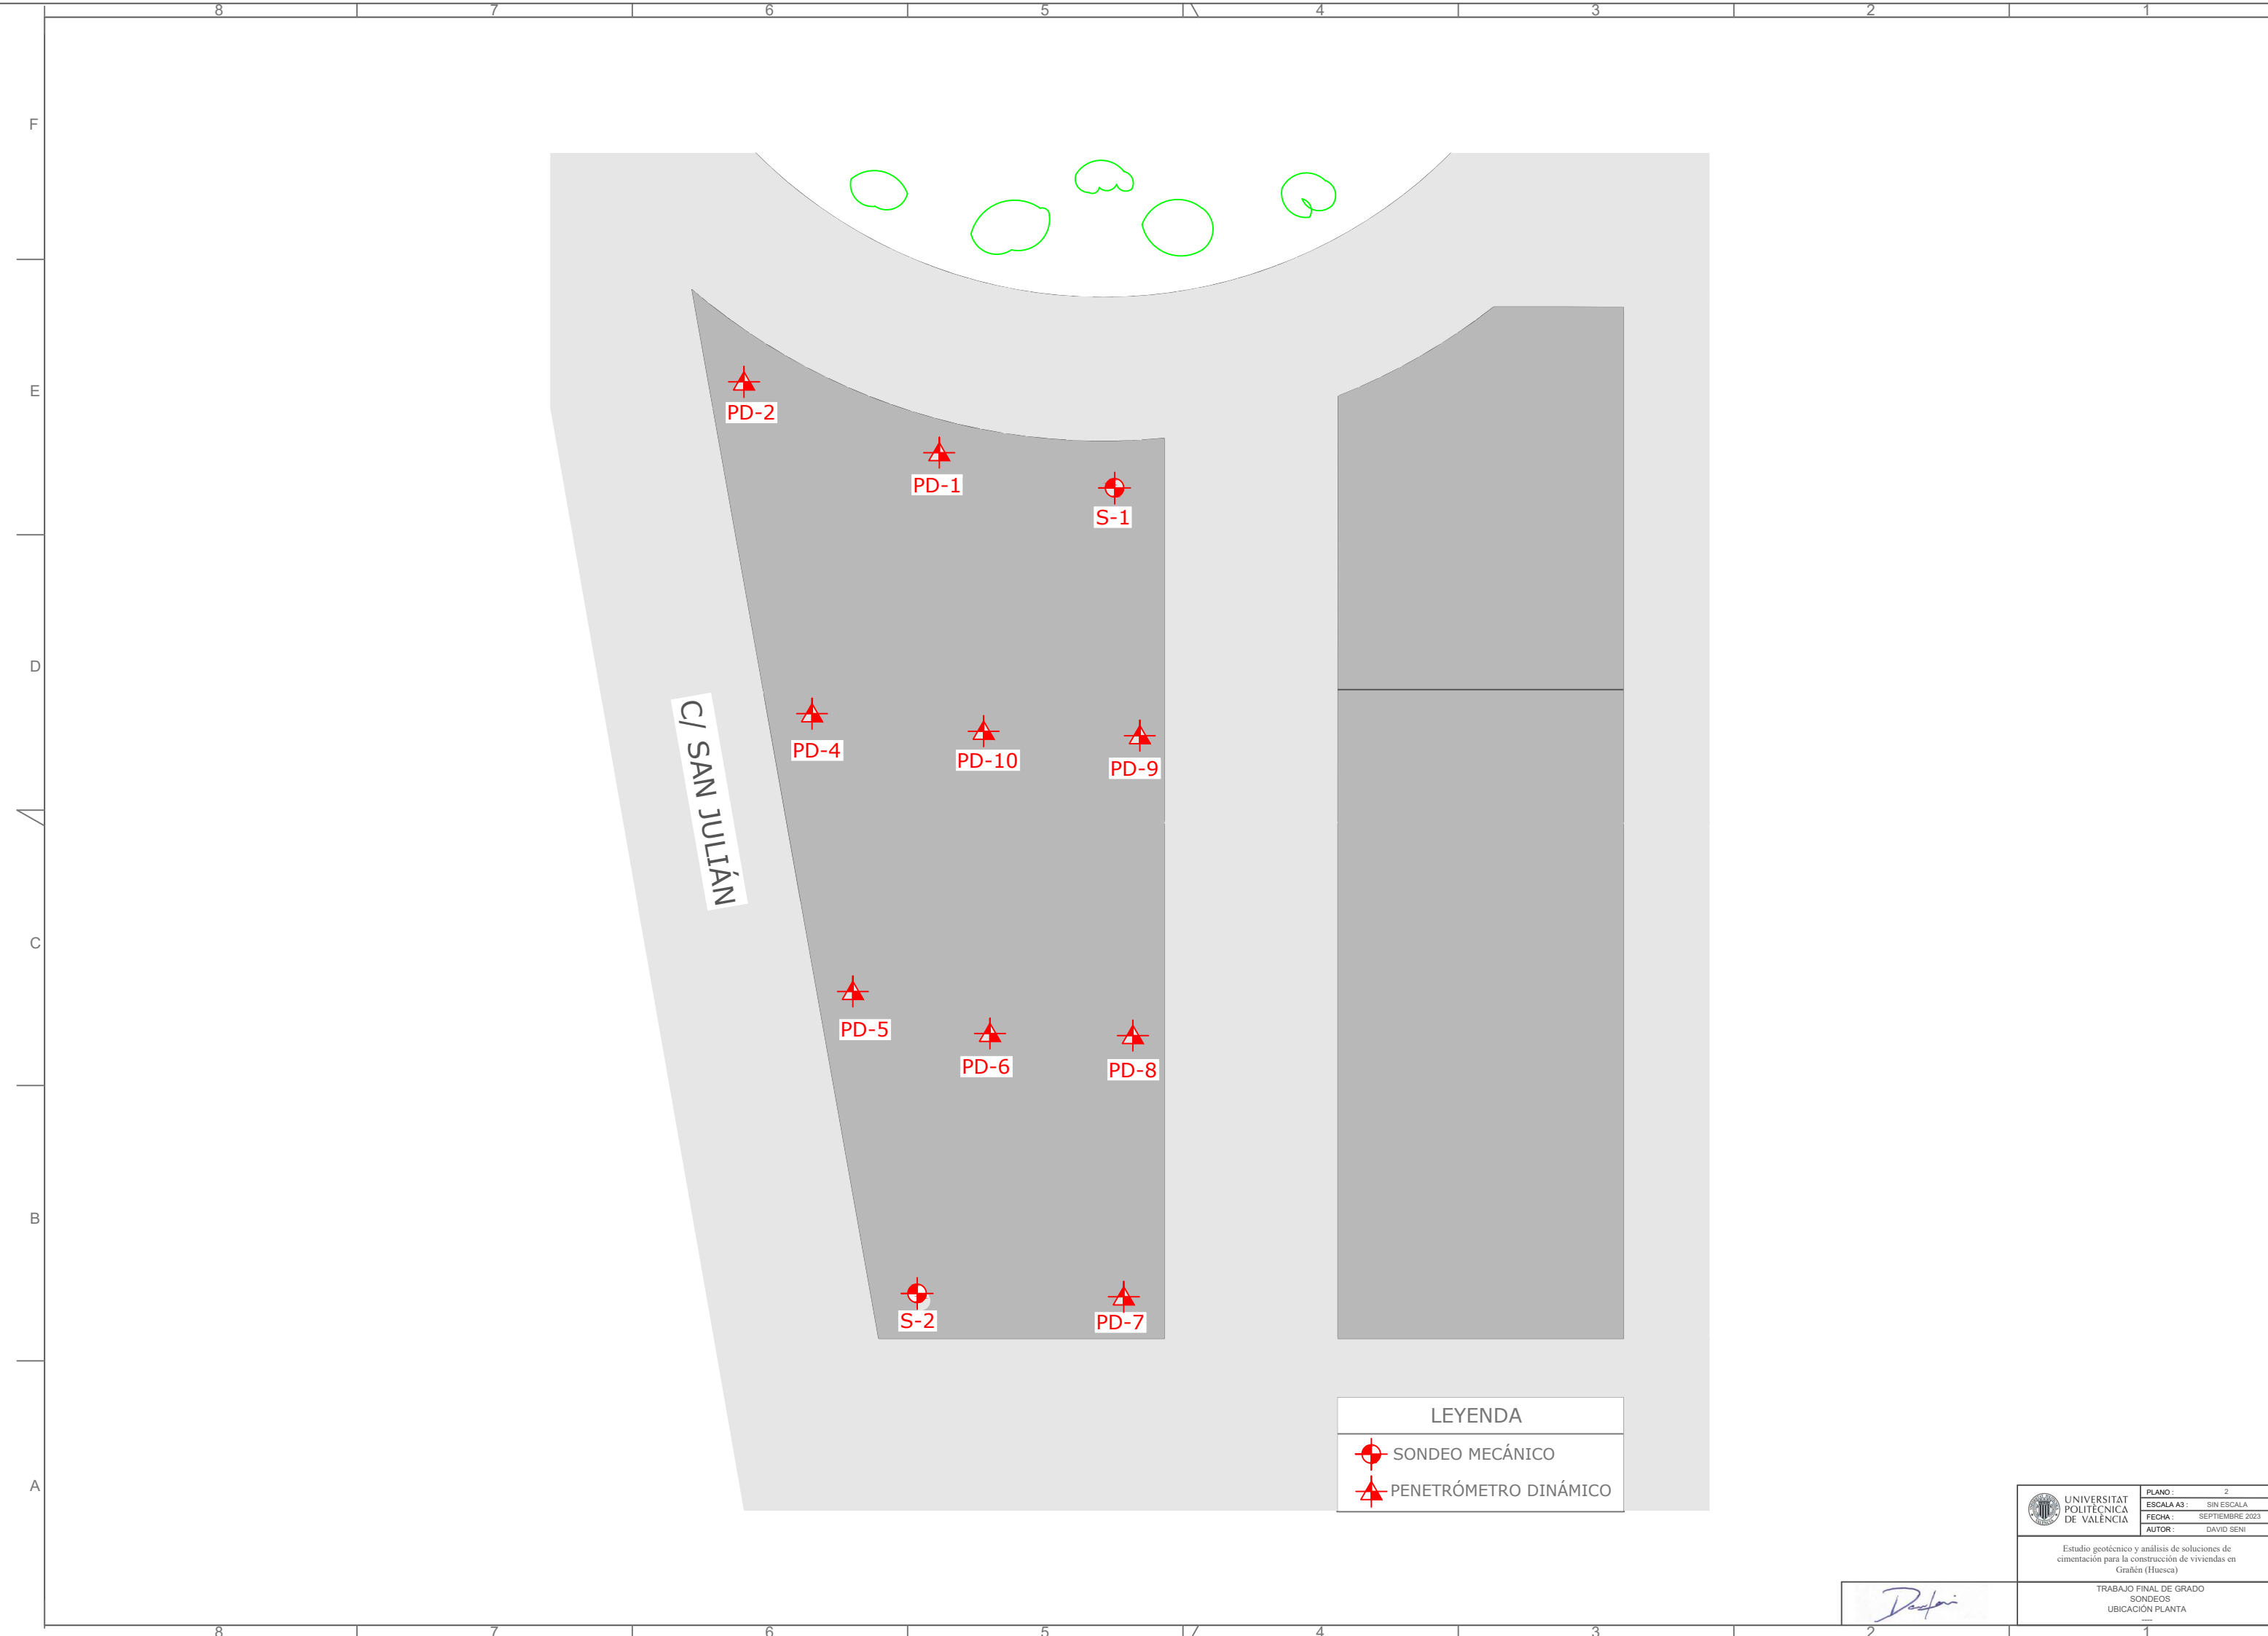 8 7 6 5 4 3 2 1
F
E
PD-2
PD-1
S-1
D
C/ SAN JULIÁN
PD-4
PD-10
PD-9
C
PD-5
PD-6
PD-8
B
S-2
PD-7
LEYENDA
SONDEO MECÁNICO
PENETRÓMETRO DINÁMICO
A
UNIVERSITAT
POLITÈCNICA
DE VALÈNCIA
PLANO : 2
ESCALA A3 : SIN ESCALA
FECHA : SEPTIEMBRE 2023
AUTOR : DAVID SENI
Estudio geotécnico y análisis de soluciones de
cimentación para la construcción de viviendas en
Grañén (Huesca)
TRABAJO FINAL DE GRADO
SONDEOS
UBICACIÓN PLANTA
----
8 7 6 5 4 3 2 1